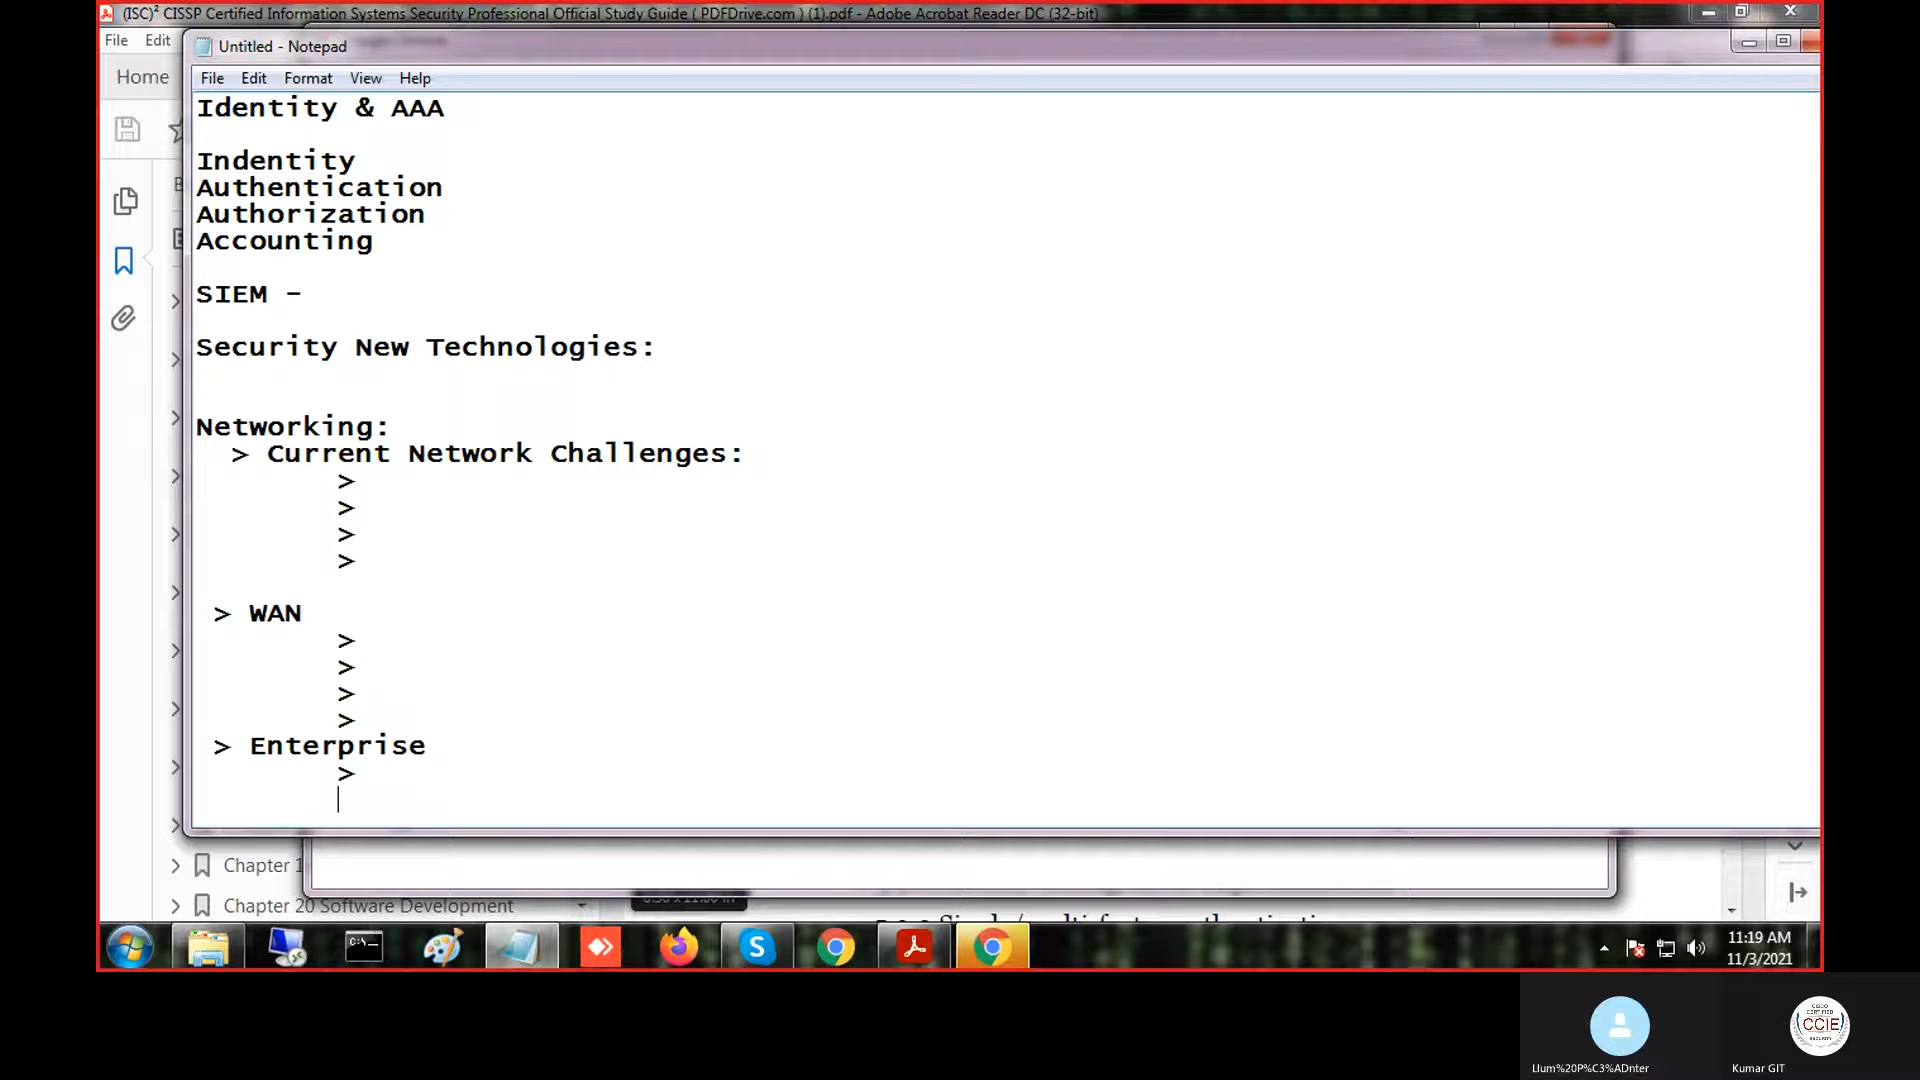 (ISC)² CISSP Certified Information Systems Security Professional Official Study Guide ( PDFDrive.com ) (1).pdf - Adobe Acrobat Reader DC (32-bit)
File Edit
Untitled - Notepad
Home
File Edit Format View Help
Identity & AAA
Indentity
Authentication
Authorization
Accounting
SIEM -
Security New Technologies:
Networking:
> Current Network Challenges:
>
>
>
>
> WAN
>
>
>
>
> Enterprise
>
Chapter 1
Chapter 20 Software Development
C:\
11:19 AM
11/3/2021
CISCO
CERTIFIED
CCIE
SECURITY
Llum%20P%C3%ADnter
Kumar GIT